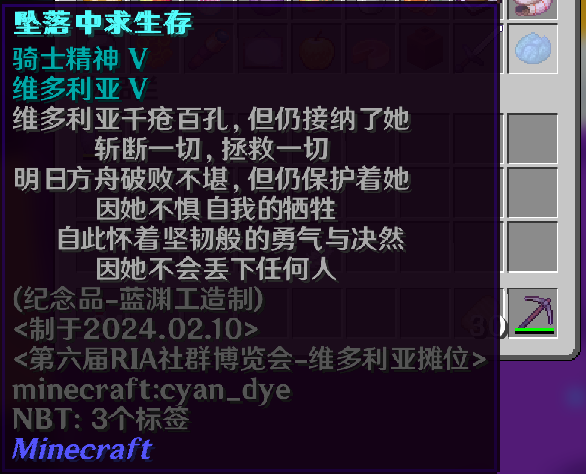 坠落中求生存
骑士精神 V
维多利亚 V
维多利亚千疮百孔,但仍接纳了她
斩断一切,拯救一切
明日方舟破败不堪,但仍保护着她
因她不惧自我的牺牲
自此怀着坚韧般的勇气与决然
因她不会丢下任何人
(纪念品-蓝渊工造制)
<制于2024.02.10>
<第六届RIA社群博览会-维多利亚摊位>
minecraft:cyan_dye
NBT: 3个标签
Minecraft